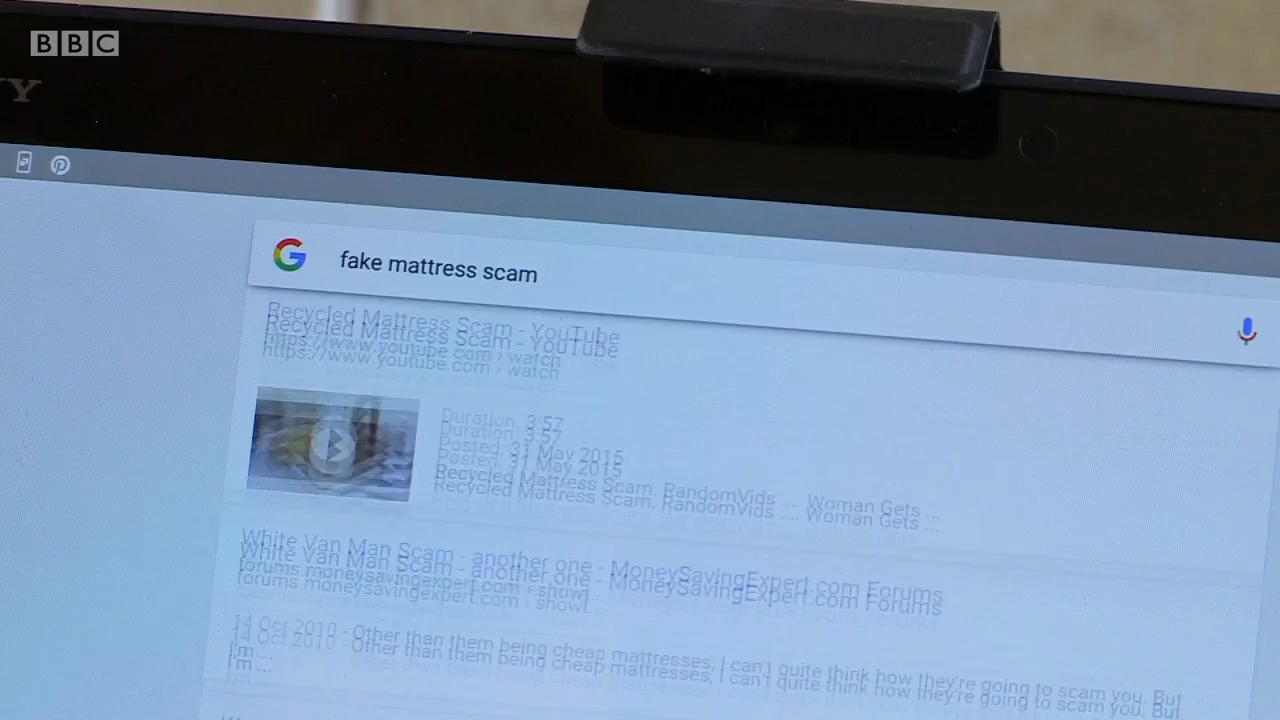 BBC
fake mattress scam
Recycled Mattress Scam - YouTube
https://www.youtube.com › watch
Duration 3:57
Posted 31 May 2015
Recycled Mattress Scam. RandomVids .... Woman Gets ...
White Van Man Scam - another one - MoneySavingExpert.com Forums
forums.moneysavingexpert.com › showt...
14 Oct 2010 - Other than them being cheap mattresses, I can't quite think how they're going to scam you. But
I'm ...